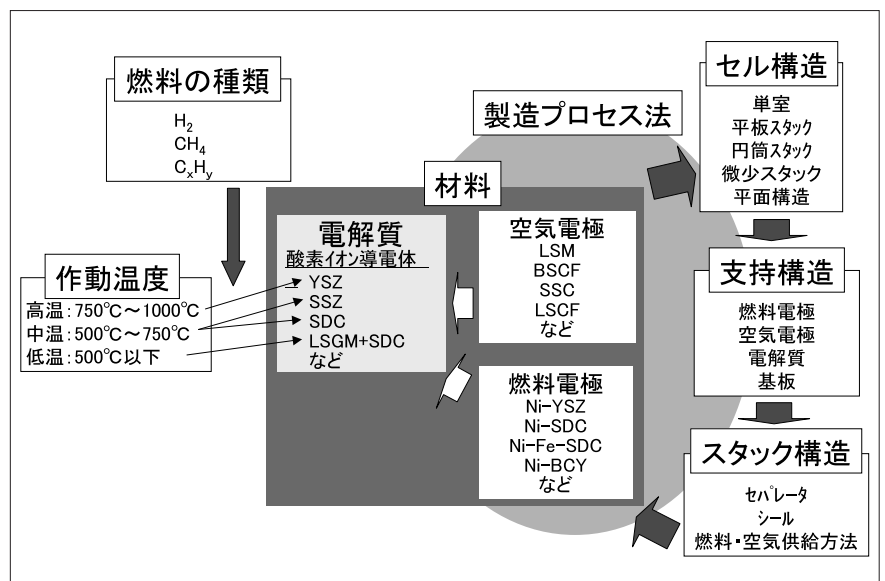 燃料の種類
H2
CH4
CxHy
作動温度
高温:750℃～1000℃
中温:500℃～750℃
低温:500℃以下
製造プロセス法
材料
電解質
酸素イオン導電体
YSZ
SSZ
SDC
LSGM+SDC
など
空気電極
LSM
BSCF
SSC
LSCF
など
燃料電極
Ni-YSZ
Ni-SDC
Ni-Fe-SDC
Ni-BCY
など
セル構造
単室
平板スタック
円筒スタック
微少スタック
平面構造
支持構造
燃料電極
空気電極
電解質
基板
スタック構造
セパレータ
シール
燃料・空気供給方法